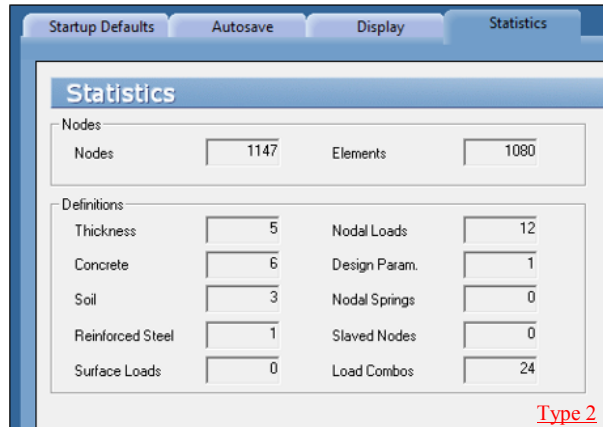 Startup Defaults Autosave Display Statistics
Statistics
Nodes
Nodes 1147 Elements 1080
Definitions
Thickness 5 Nodal Loads 12
Concrete 6 Design Param. 1
Soil 3 Nodal Springs 0
Reinforced Steel 1 Slaved Nodes 0
Surface Loads 0 Load Combos 24
Type 2